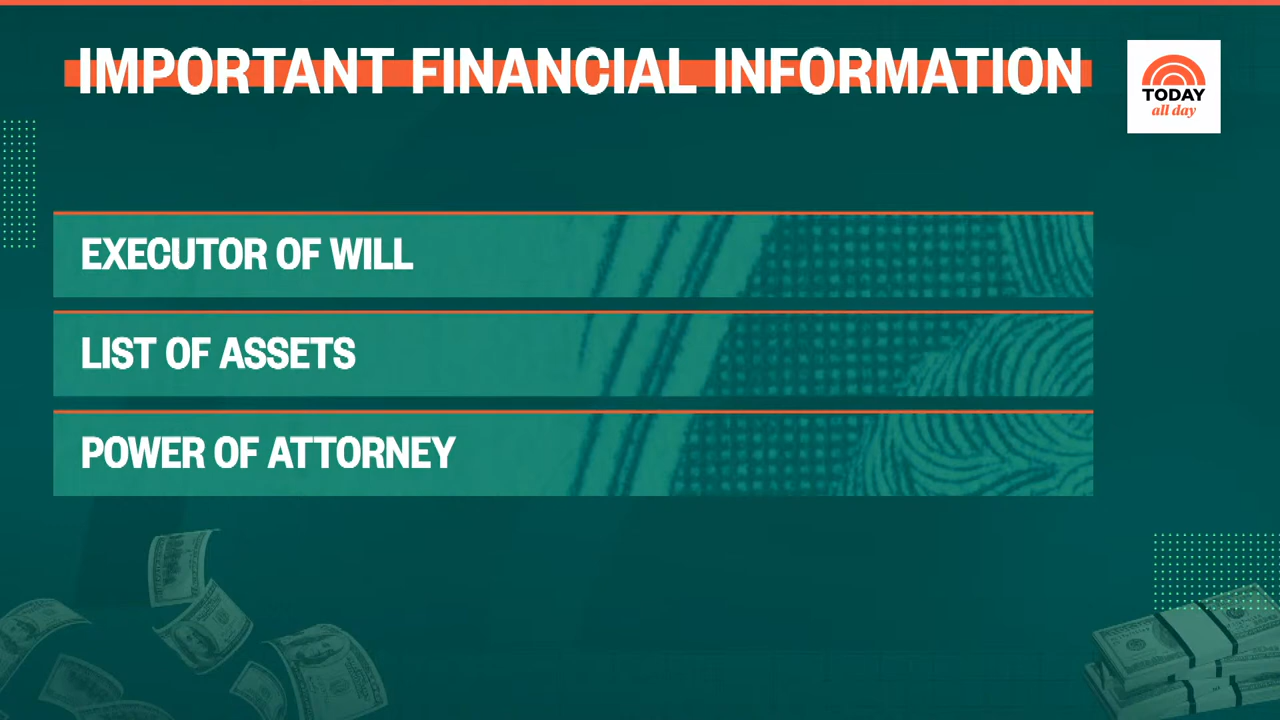 IMPORTANT FINANCIAL INFORMATION
TODAY
all day
EXECUTOR OF WILL
LIST OF ASSETS
POWER OF ATTORNEY